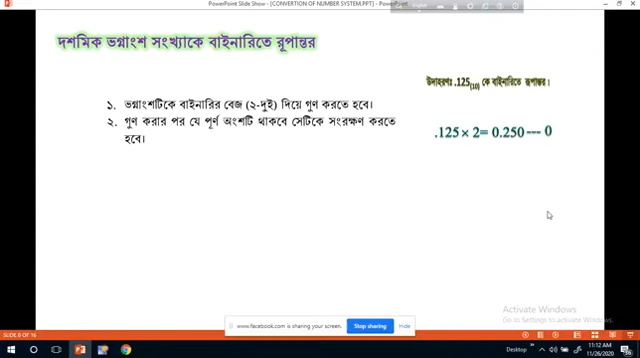 PowerPoint Slide Show - [CONVERTION OF NUMBER SYSTEM.PPT] - PowerPoint
English
দশমিক ভগ্নাংশ সংখ্যাকে বাইনারিতে রূপান্তর
উদাহরণঃ .125(10) কে বাইনারিতে রূপান্তর।
১. ভগ্নাংশটিকে বাইনারির বেজ (২-দুই) দিয়ে গুণ করতে হবে।
২. গুণ করার পর যে পূর্ণ অংশটি থাকবে সেটিকে সংরক্ষণ করতে
হবে।
.125 × 2= 0.250 --- 0
Activate Windows
Go to Settings to activate Windows.
www.facebook.com is sharing your screen.
Stop sharing
Hide
SLIDE 6 OF 16
Desktop
11:12 AM
11/26/2020